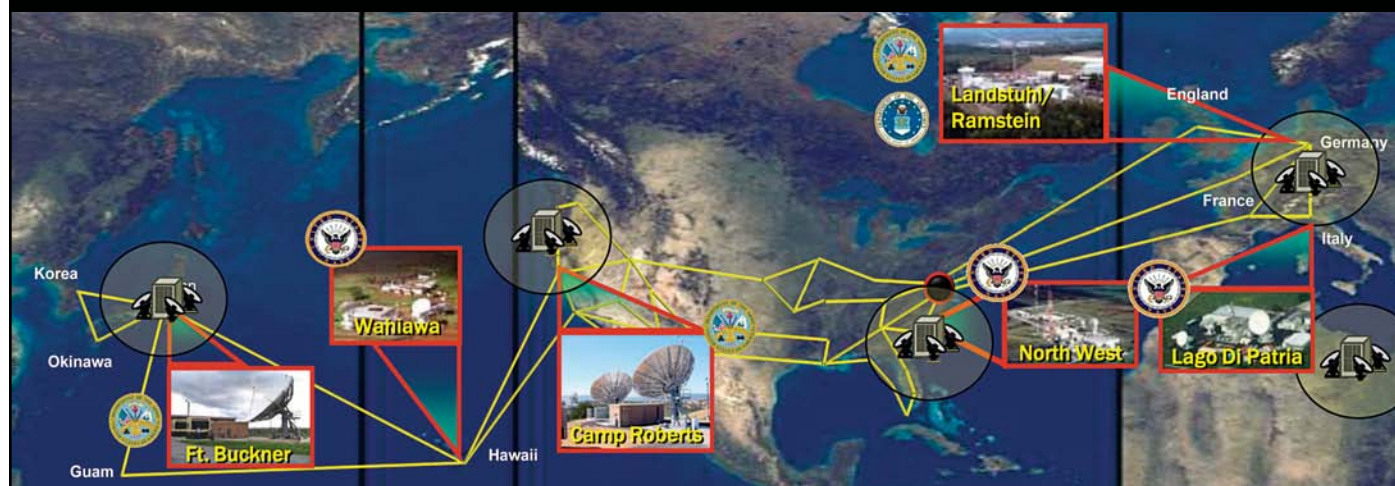 Landstuhl/
Ramstein
England
Germany
France
Italy
Korea
Okinawa
Guam
Hawaii
Wahiawa
Ft. Buckner
Camp Roberts
North West
Lago Di Patria